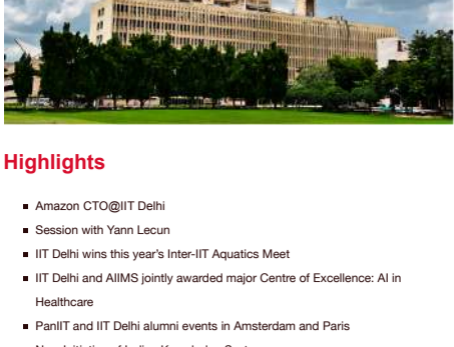 Highlights
Amazon CTO@IIT Delhi
Session with Yann Lecun
IIT Delhi wins this year's Inter-IIT Aquatics Meet
IIT Delhi and AIIMS jointly awarded major Centre of Excellence: AI in
Healthcare
PanIIT and IIT Delhi alumni events in Amsterdam and Paris